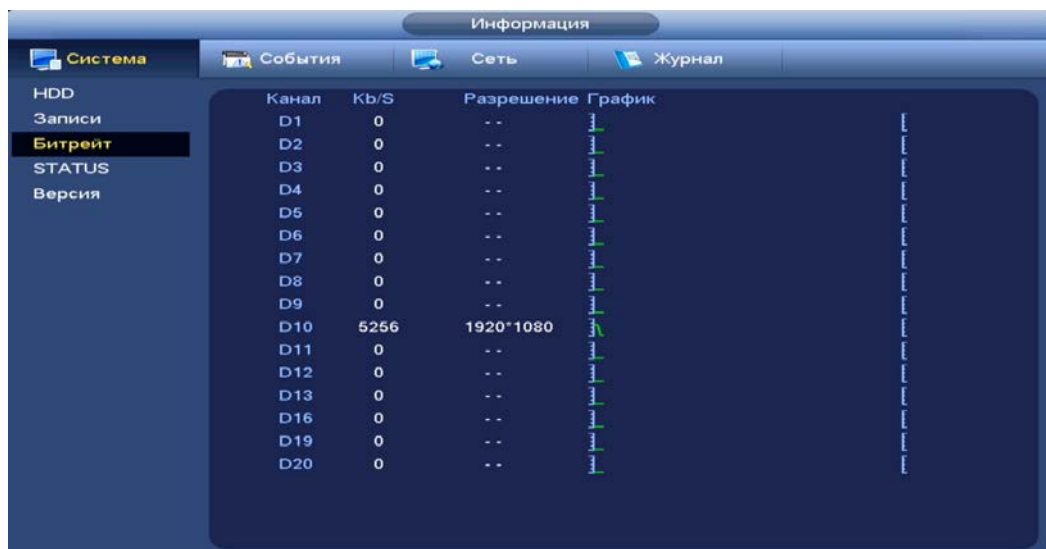 Информация
Система События Сеть Журнал
HDD
Записи
Битрейт
STATUS
Версия
Канал Kb/S Разрешение График
D1 0 - -
D2 0 - -
D3 0 - -
D4 0 - -
D5 0 - -
D6 0 - -
D7 0 - -
D8 0 - -
D9 0 - -
D10 5256 1920*1080
D11 0 - -
D12 0 - -
D13 0 - -
D16 0 - -
D19 0 - -
D20 0 - -